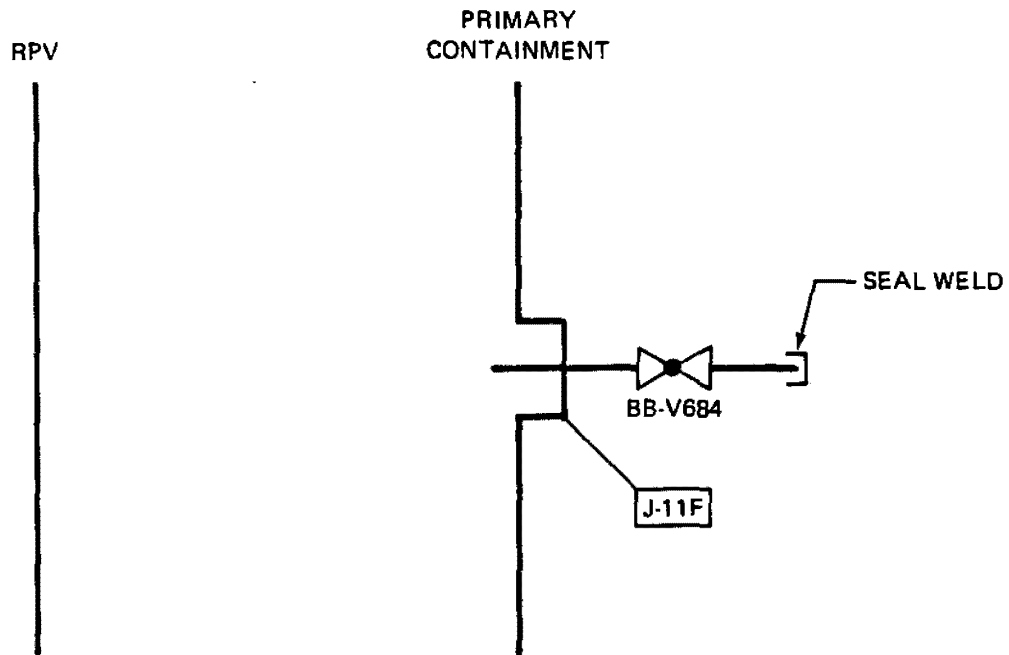 RPV
PRIMARY
CONTAINMENT
SEAL WELD
BB-V684
J-11F